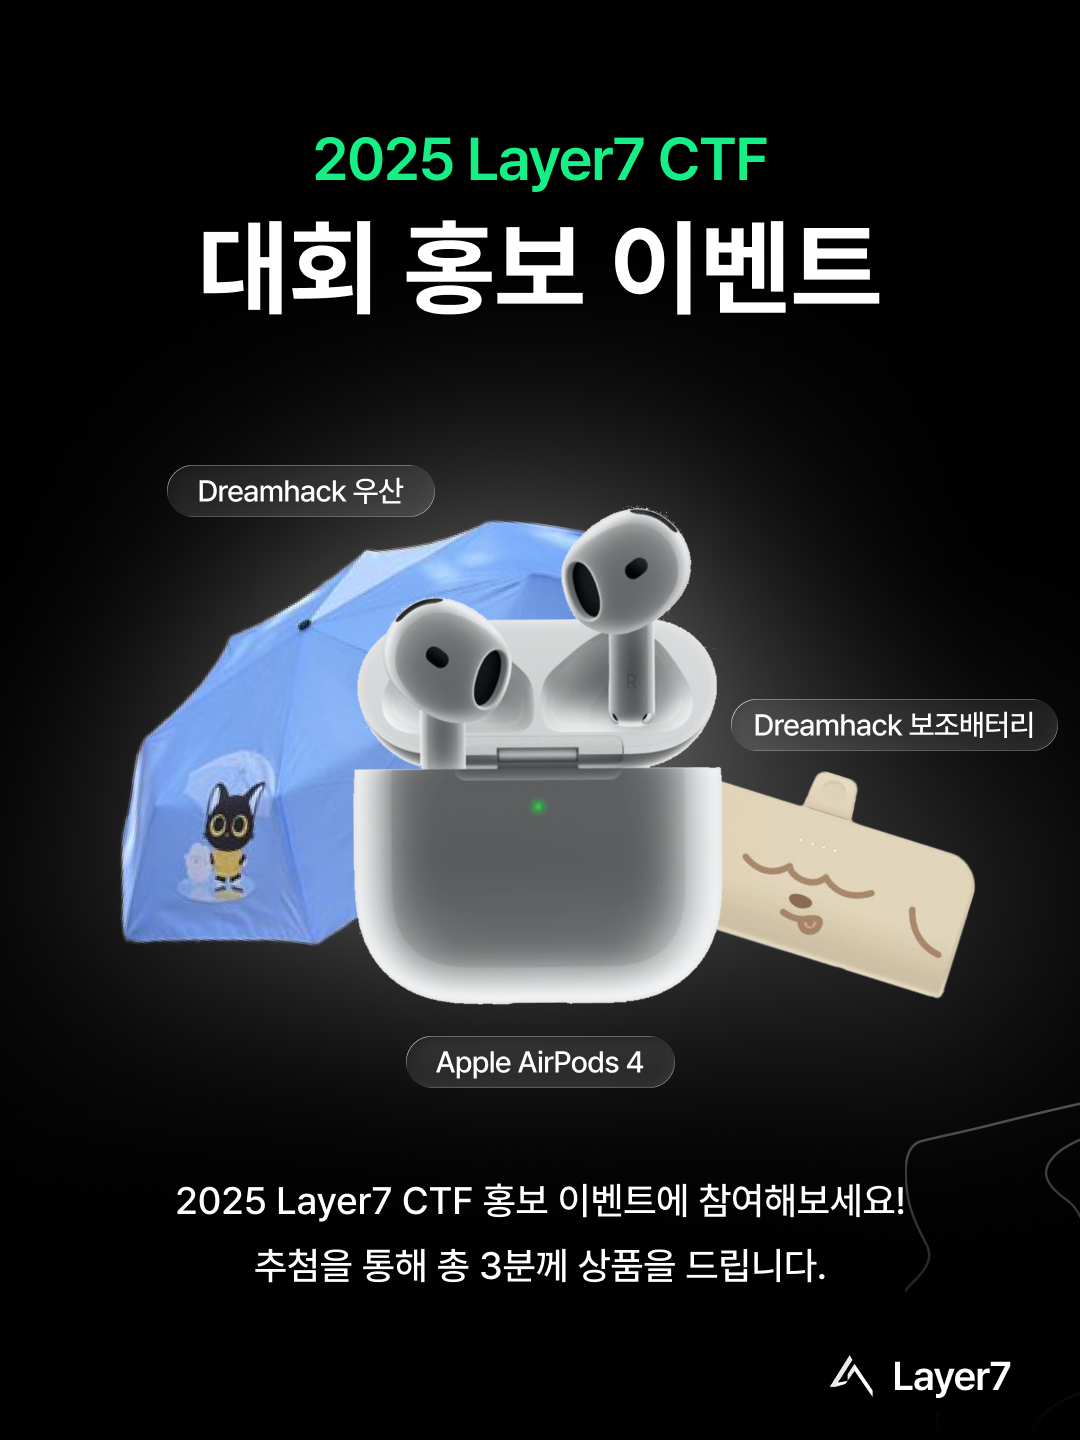 2025 Layer7 CTF
대회 홍보 이벤트
Dreamhack 우산
R
Dreamhack 보조배터리
Apple AirPods 4
2025 Layer7 CTF 홍보 이벤트에 참여해보세요!
추첨을 통해 총 3분께 상품을 드립니다.
Layer7